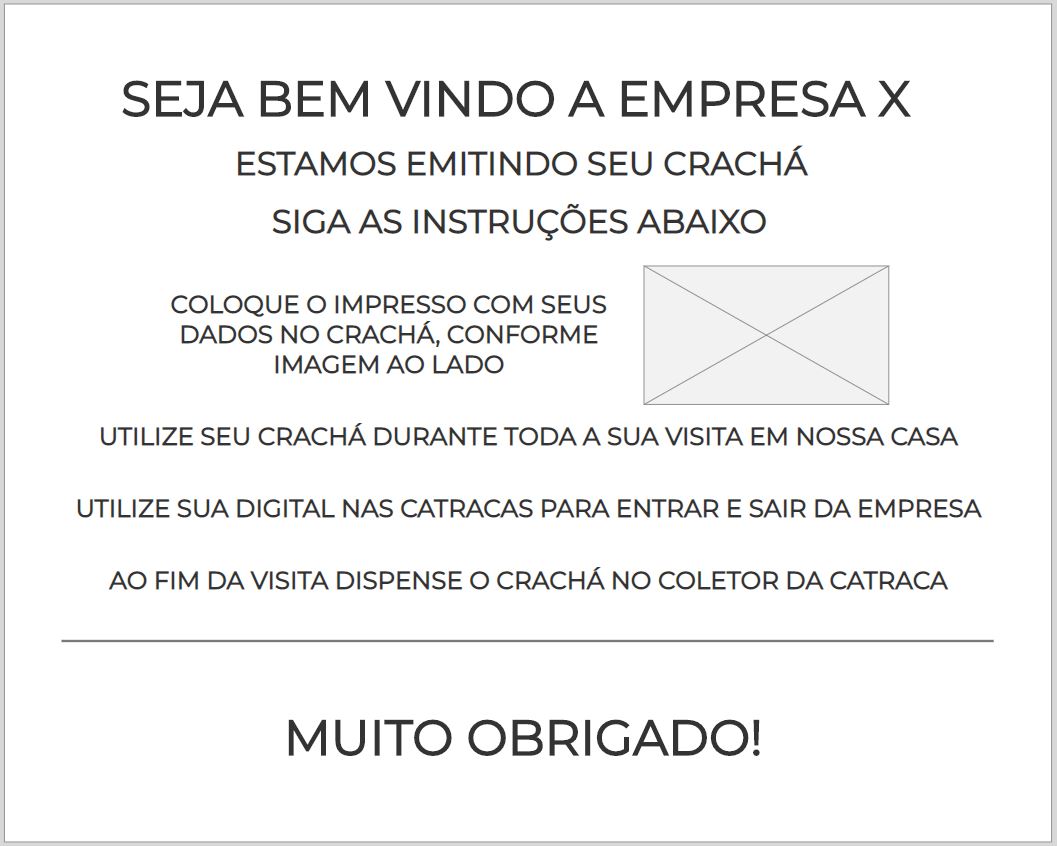 SEJA BEM VINDO A EMPRESA X
ESTAMOS EMITINDO SEU CRACHÁ
SIGA AS INSTRUÇÕES ABAIXO
COLOQUE O IMPRESSO COM SEUS
DADOS NO CRACHÁ, CONFORME
IMAGEM AO LADO
UTILIZE SEU CRACHÁ DURANTE TODA A SUA VISITA EM NOSSA CASA
UTILIZE SUA DIGITAL NAS CATRACAS PARA ENTRAR E SAIR DA EMPRESA
AO FIM DA VISITA DISPENSE O CRACHÁ NO COLETOR DA CATRACA
MUITO OBRIGADO!